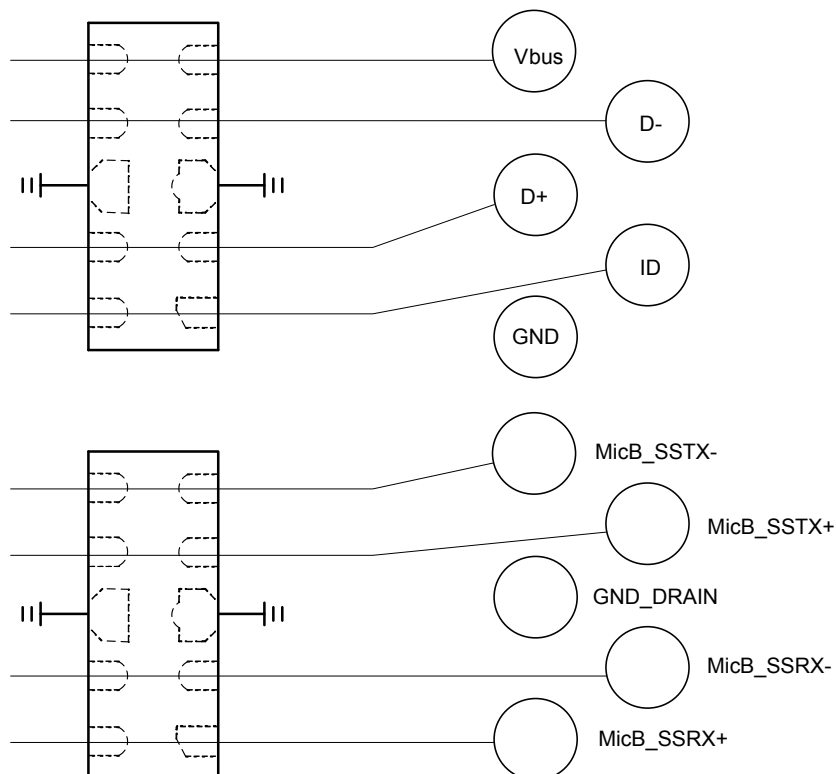 Vbus
D-
D+
ID
GND
MicB_SSTX-
MicB_SSTX+
GND_DRAIN
MicB_SSRX-
MicB_SSRX+